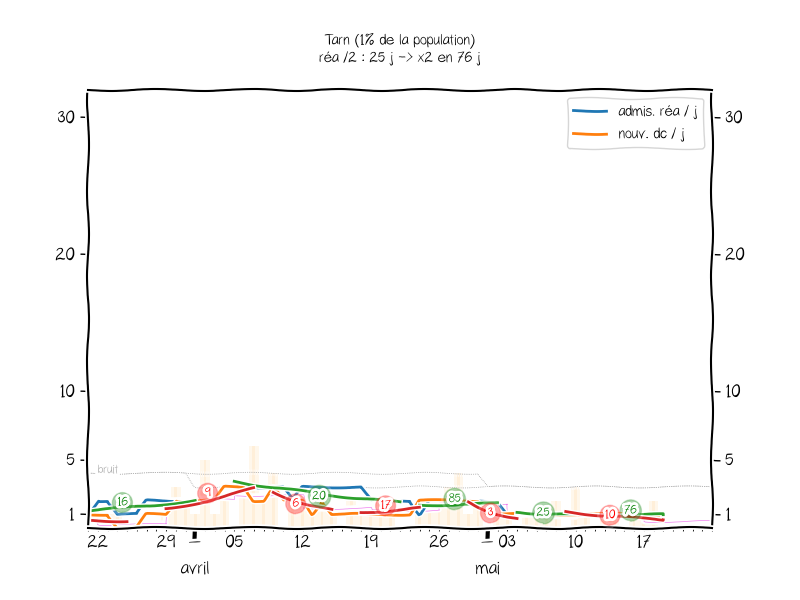 Tarn (1% de la population)
réa /2 : 25 j -> x2 en 76 j
admis. réa / j
nouv. dc / j
30 30
20 20
10 10
5 5
1 1
bruit
16 9 6 20 17 85 3 25 10 76
22 29 05 12 19 26 03 10 17
avril mai